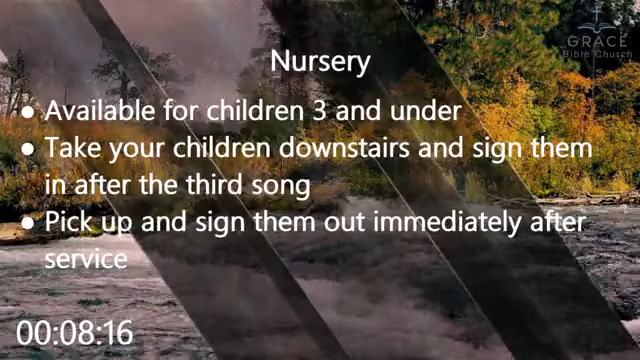 GRACE
Bible Church
Nursery
● Available for children 3 and under
● Take your children downstairs and sign them
in after the third song
● Pick up and sign them out immediately after
service
00:08:16